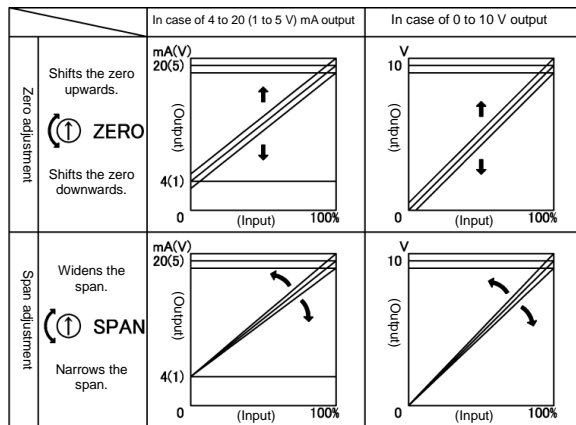 In case of 4 to 20 (1 to 5 V) mA output
In case of 0 to 10 V output
Zero adjustment
Shifts the zero
upwards.
ZERO
Shifts the zero
downwards.
mA(V)
20(5)
(Output)
4(1)
0
(Input)
100%
V
10
(Output)
0
(Input)
100%
Span adjustment
Widens the
span.
SPAN
Narrows the
span.
mA(V)
20(5)
(Output)
4(1)
0
(Input)
100%
V
10
(Output)
0
(Input)
100%